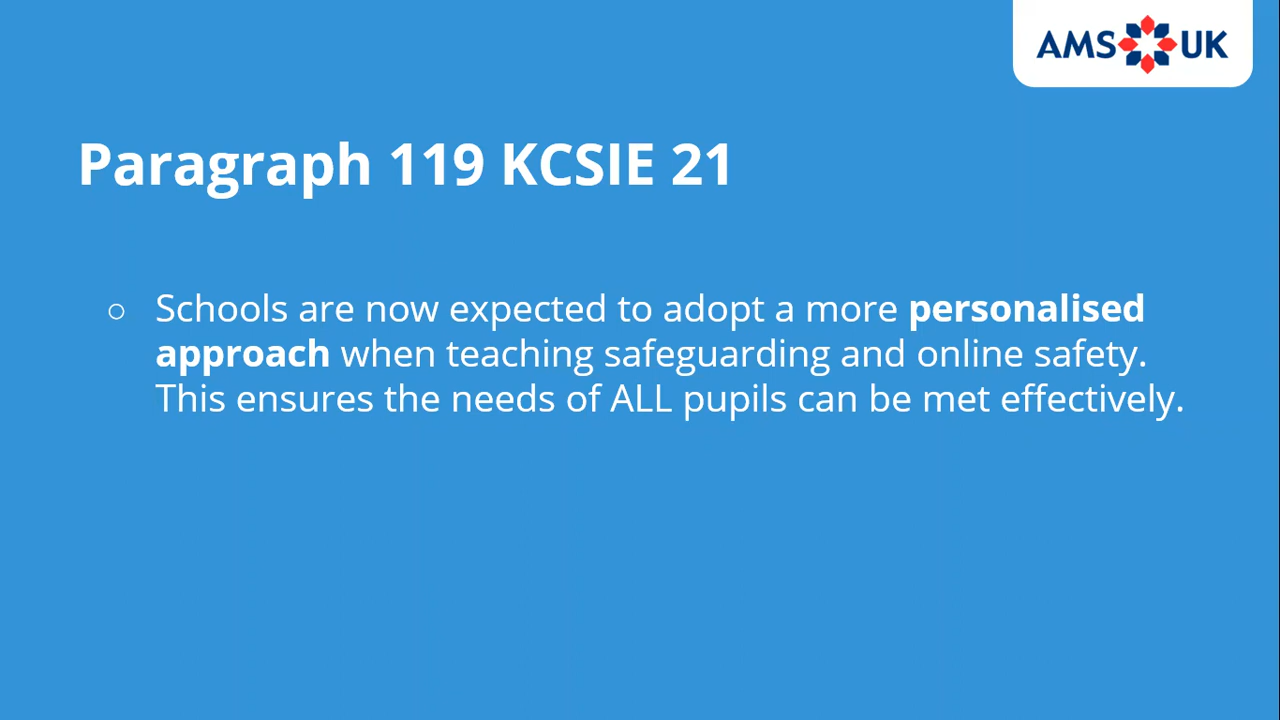 AMS UK
Paragraph 119 KCSIE 21
○ Schools are now expected to adopt a more personalised
approach when teaching safeguarding and online safety.
This ensures the needs of ALL pupils can be met effectively.